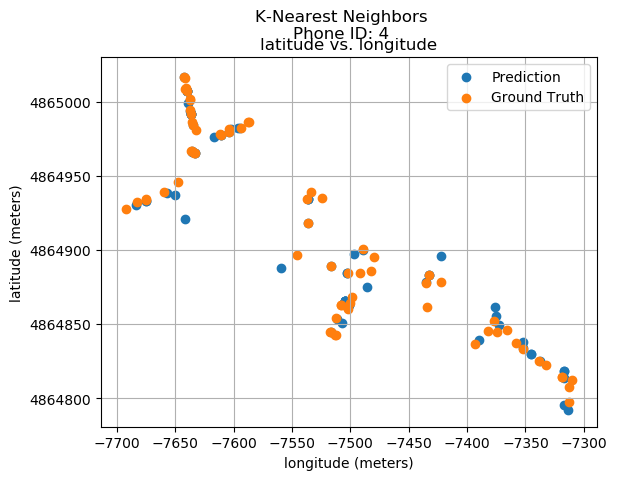 K-Nearest Neighbors
Phone ID: 4
latitude vs. longitude
Prediction
Ground Truth
4865000
4864950
4864900
4864850
4864800
latitude (meters)
−7700 −7650 −7600 −7550 −7500 −7450 −7400 −7350 −7300
longitude (meters)